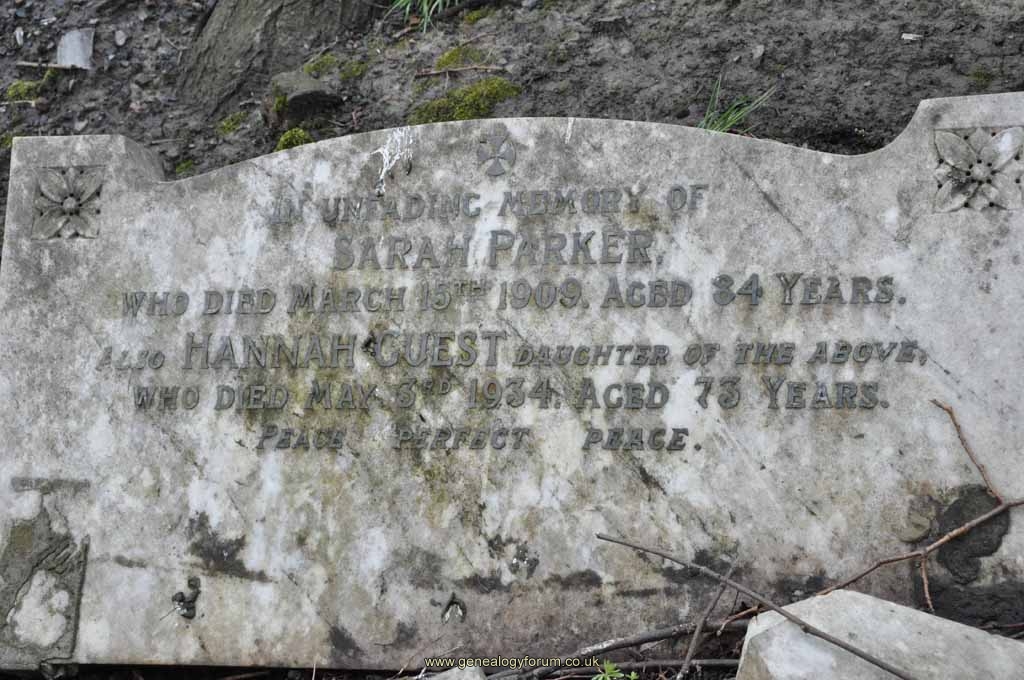 IN UNFADING MEMORY OF
SARAH PARKER,
WHO DIED MARCH 15TH 1909. AGED 84 YEARS.
ALSO HANNAH GUEST DAUGHTER OF THE ABOVE,
WHO DIED MAY 3RD 1934. AGED 73 YEARS.
PEACE PERFECT PEACE.
www.genealogyforum.co.uk